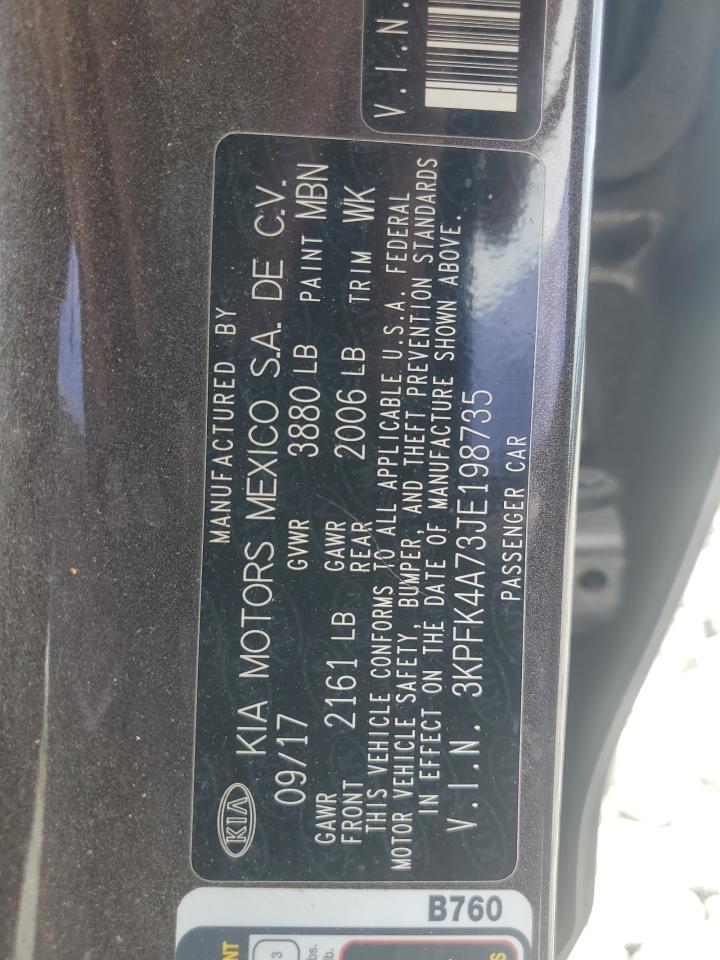 V.I.N.
MANUFACTURED BY
KIA KIA MOTORS MEXICO S.A. DE C.V.
09/17 GVWR 3880 LB PAINT MBN
GAWR FRONT 2161 LB GAWR REAR 2006 LB TRIM WK
THIS VEHICLE CONFORMS TO ALL APPLICABLE U.S.A. FEDERAL
MOTOR VEHICLE SAFETY, BUMPER, AND THEFT PREVENTION STANDARDS
IN EFFECT ON THE DATE OF MANUFACTURE SHOWN ABOVE.
V.I.N. 3KPFK4A73JE198735
PASSENGER CAR
B760
3